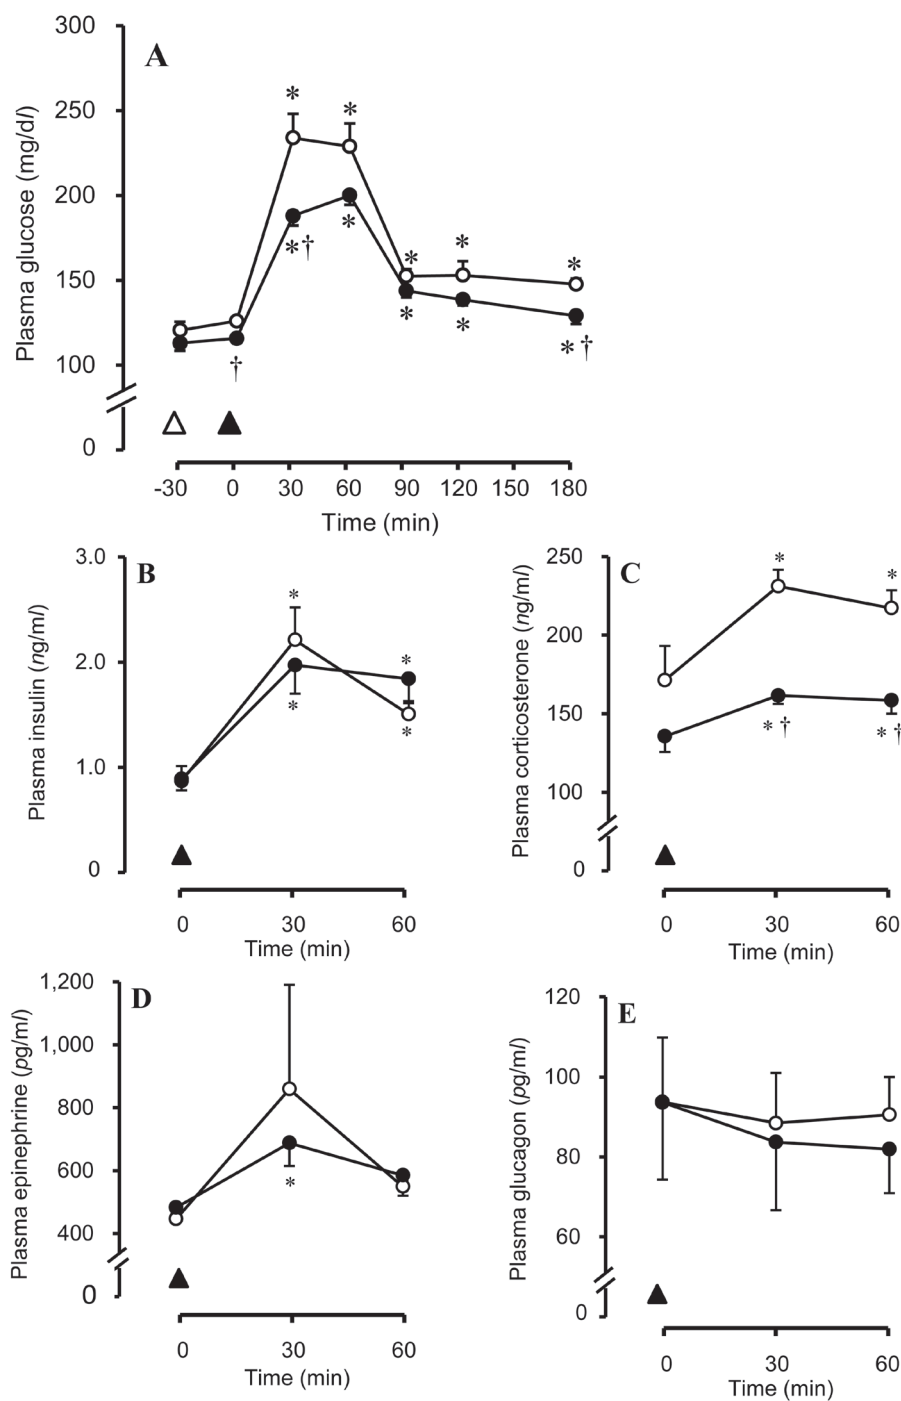 A
Plasma glucose (mg/dl)
300
250
200
150
100
0
* *
*† *
* * *
* * *†
†
-30 0 30 60 90 120 150 180
Time (min)
B
Plasma insulin (ng/ml)
3.0
2.0
1.0
0
* *
* *
0 30 60
Time (min)
C
Plasma corticosterone (ng/ml)
250
200
150
100
0
* *
*† *†
0 30 60
Time (min)
D
Plasma epinephrine (pg/ml)
1,200
1,000
800
600
400
0
*
0 30 60
Time (min)
E
Plasma glucagon (pg/ml)
120
100
80
60
0
0 30 60
Time (min)